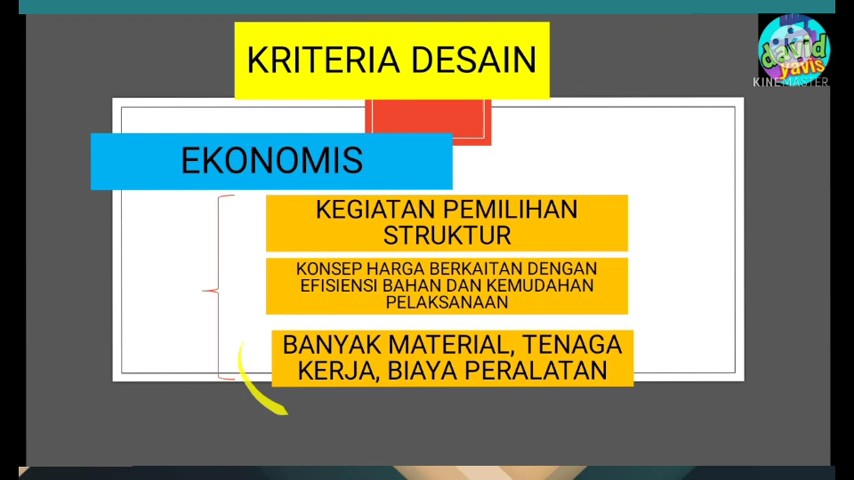 KRITERIA DESAIN
david
yavis
KINEMASTER
EKONOMIS
KEGIATAN PEMILIHAN
STRUKTUR
KONSEP HARGA BERKAITAN DENGAN
EFISIENSI BAHAN DAN KEMUDAHAN
PELAKSANAAN
BANYAK MATERIAL, TENAGA
KERJA, BIAYA PERALATAN